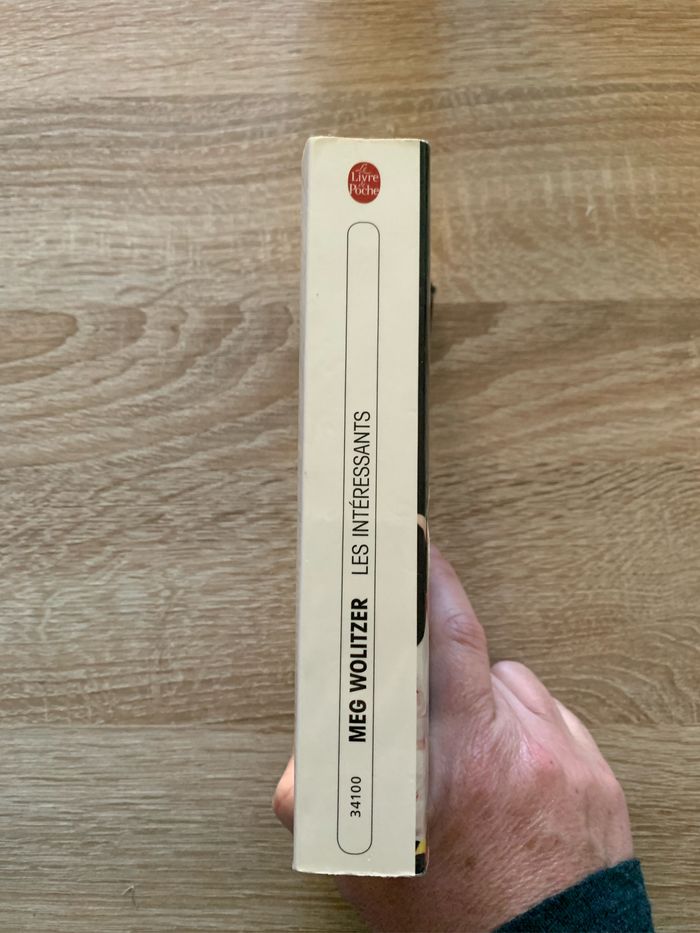 Le
Livre
de
Poche
34100 MEG WOLITZER LES INTÉRESSANTS